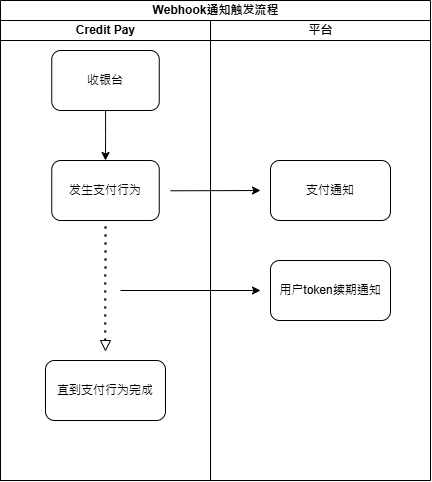 Webhook通知触发流程
Credit Pay
平台
收银台
发生支付行为
支付通知
用户token续期通知
直到支付行为完成